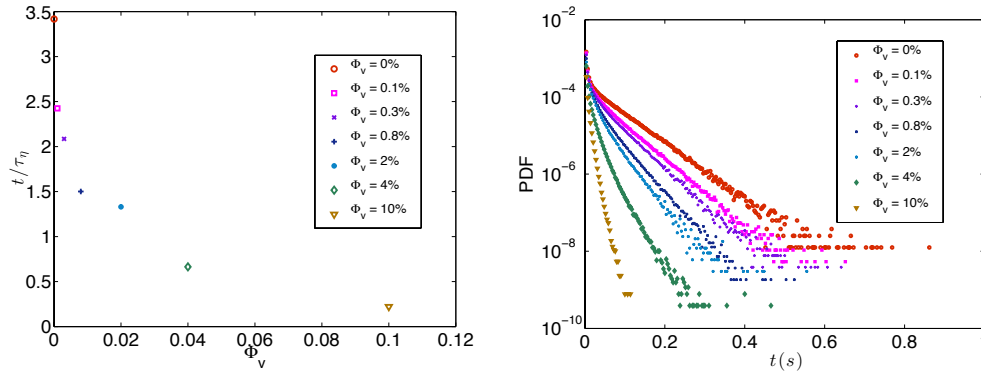 3.5
3
2.5
2
1.5
1
0.5
0
t/τη
0 0.02 0.04 0.06 0.08 0.1 0.12
Φv
Φv = 0%
Φv = 0.1%
Φv = 0.3%
Φv = 0.8%
Φv = 2%
Φv = 4%
Φv = 10%
10−2
10−4
10−6
10−8
10−10
PDF
0 0.2 0.4 0.6 0.8
t(s)
Φv = 0%
Φv = 0.1%
Φv = 0.3%
Φv = 0.8%
Φv = 2%
Φv = 4%
Φv = 10%